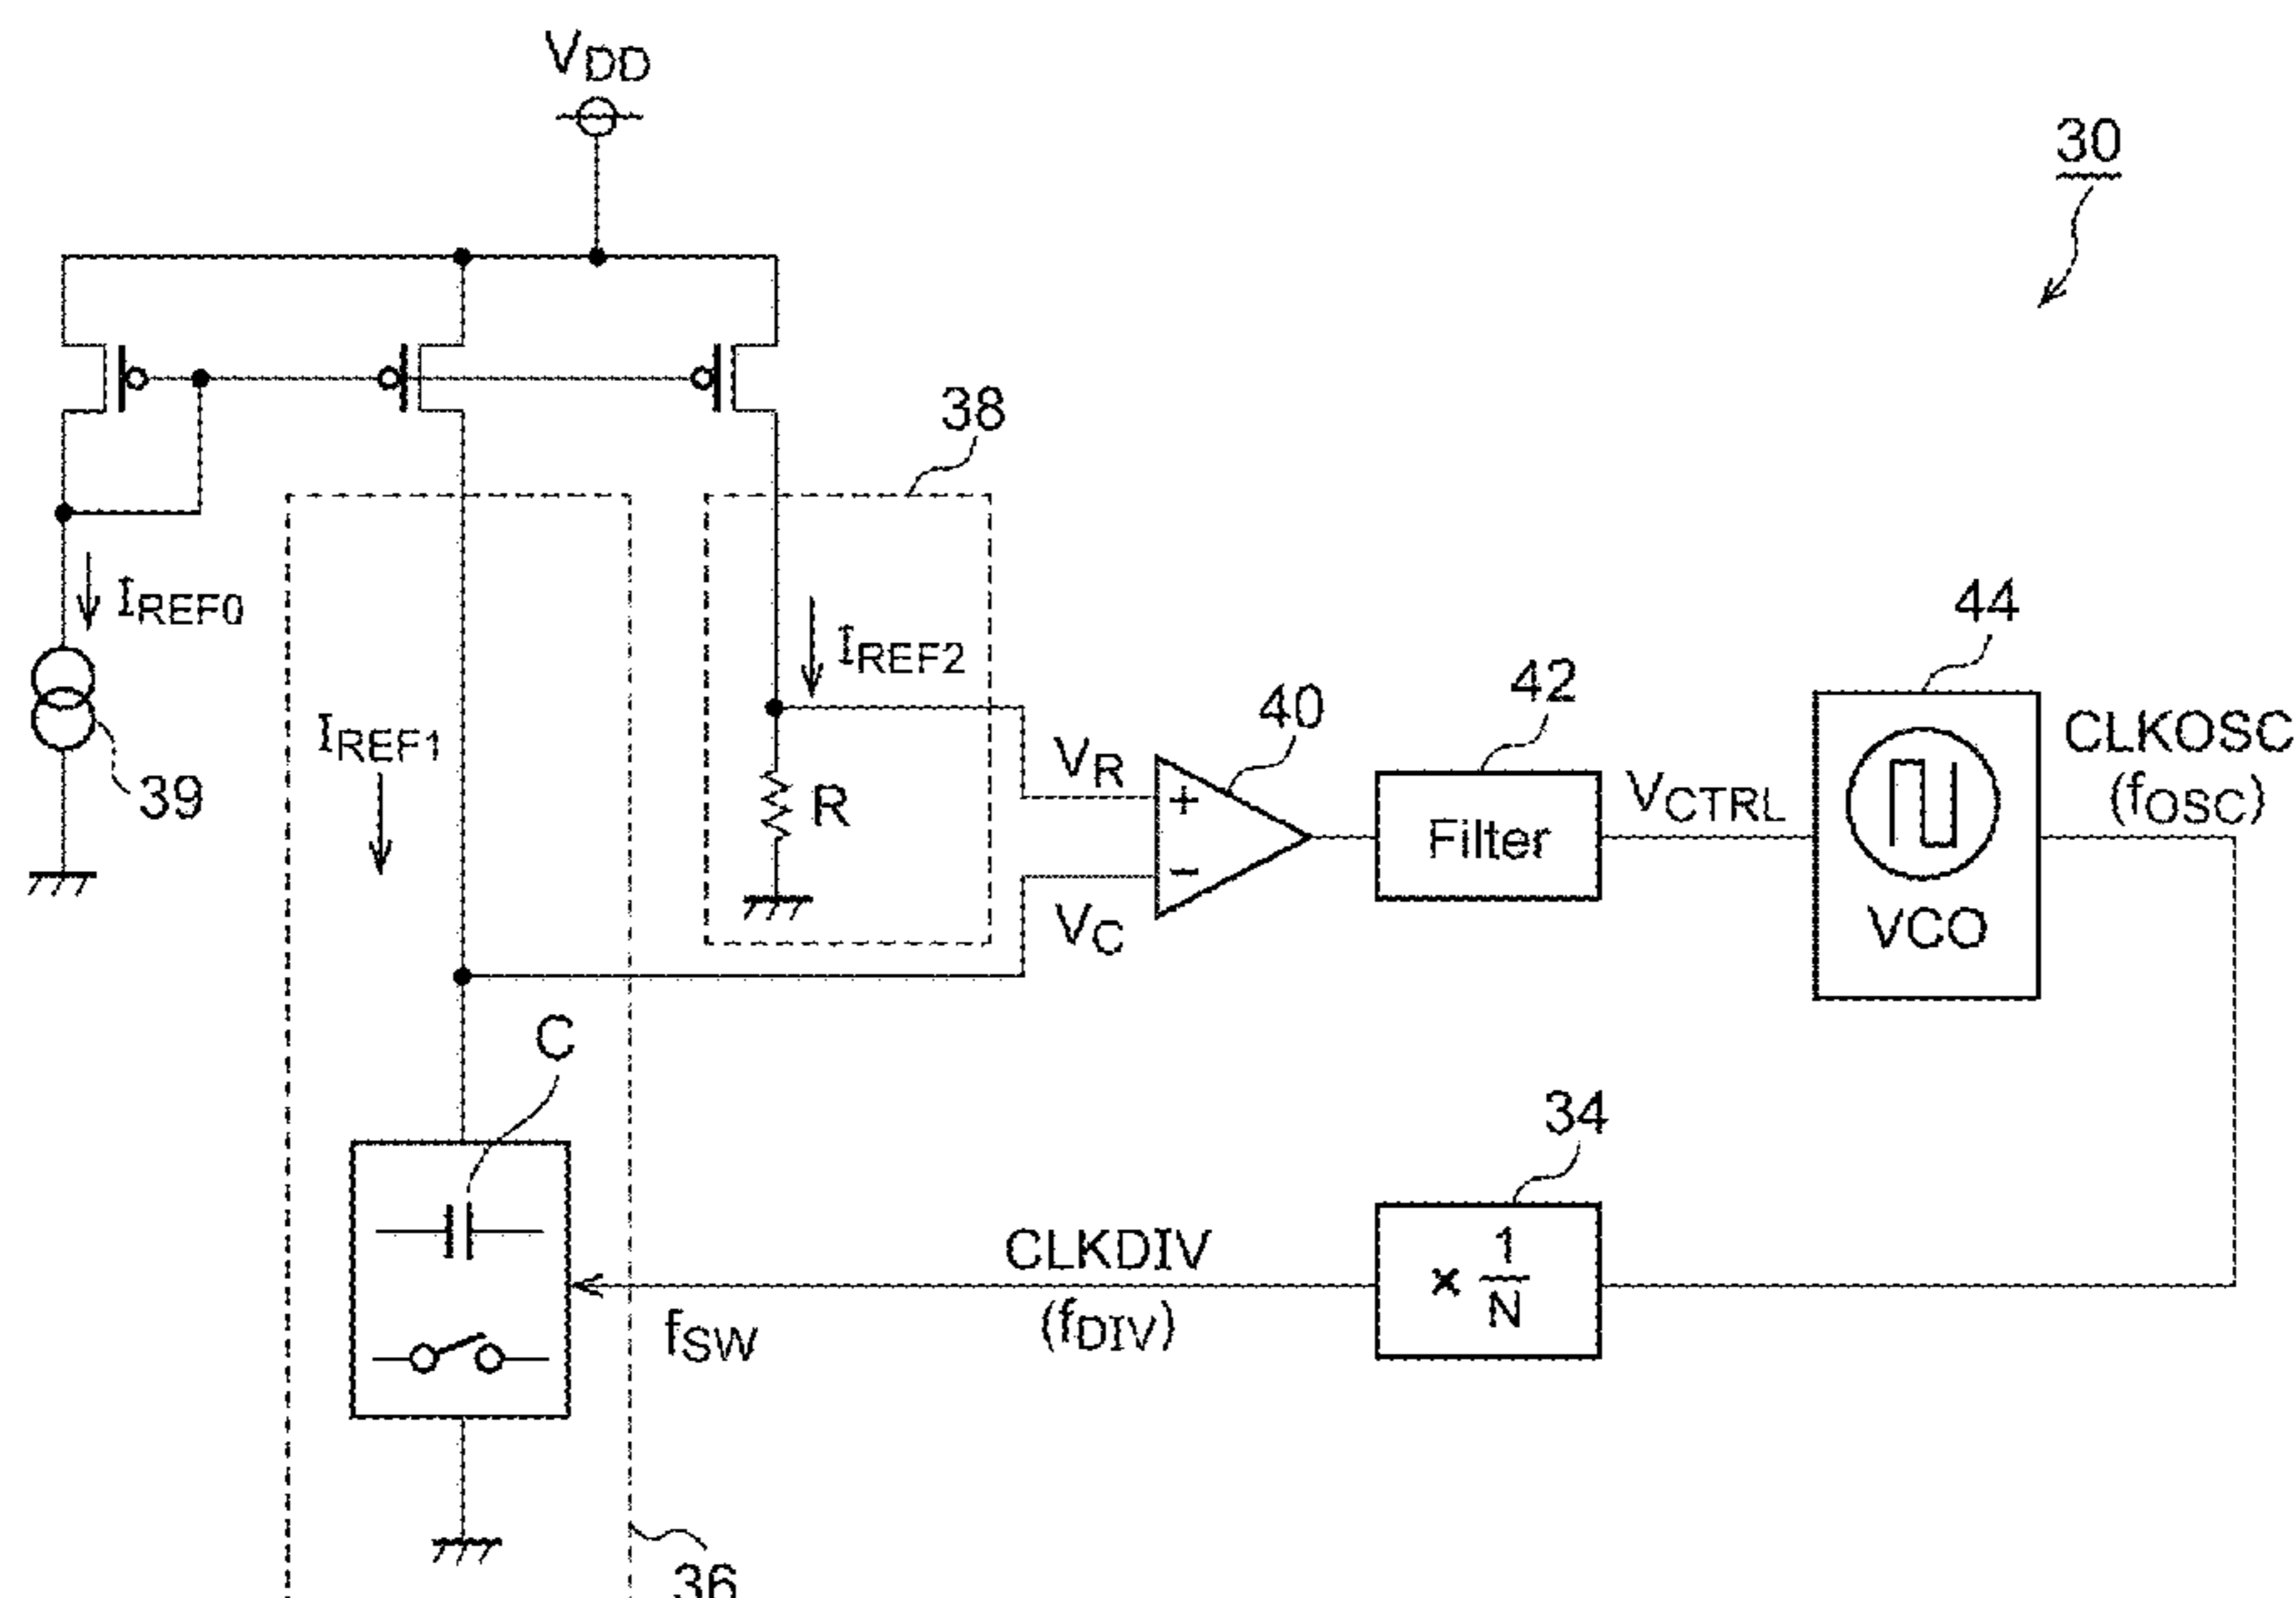 VDD
30
38
IREF0
IREF2
44
42
40
IREF1
39
VR
R
+
−
Filter
VCTRL
CLKOSC
(fOSC)
VCO
VC
C
34
CLKDIV
(fDIV)
fSW
× 1/N
36